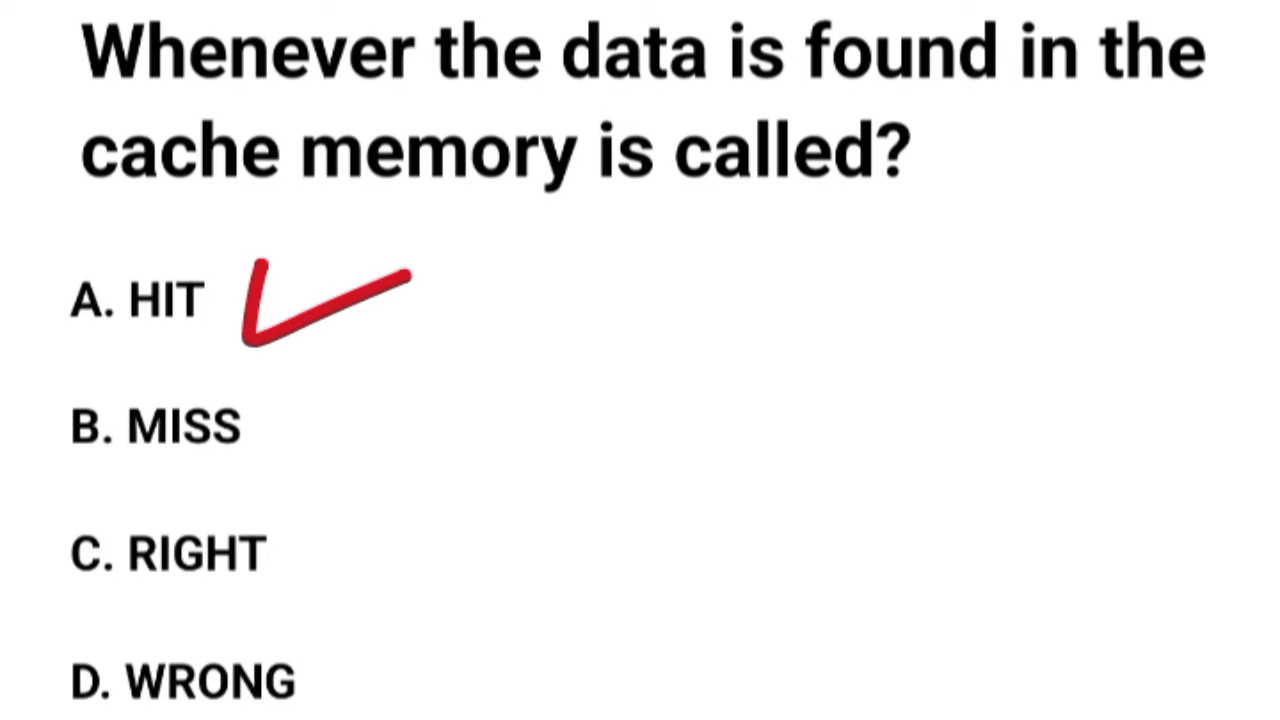 Whenever the data is found in the
cache memory is called?
A. HIT
B. MISS
C. RIGHT
D. WRONG